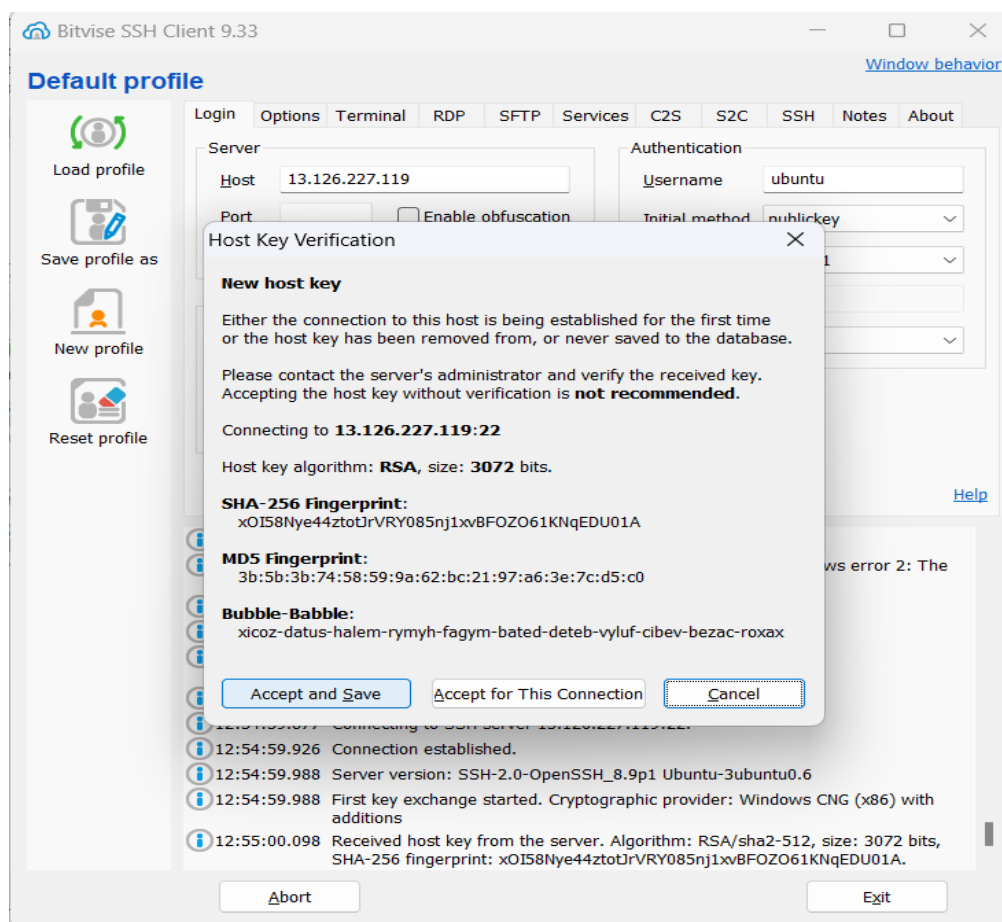 Bitvise SSH Client 9.33
Default profile
Window behavior
Load profile
Save profile as
New profile
Reset profile
Login Options Terminal RDP SFTP Services C2S S2C SSH Notes About
Server
Host 13.126.227.119
Port Enable obfuscation
Authentication
Username ubuntu
Initial method publickey
1
Host Key Verification
New host key
Either the connection to this host is being established for the first time
or the host key has been removed from, or never saved to the database.
Please contact the server's administrator and verify the received key.
Accepting the host key without verification is not recommended.
Connecting to 13.126.227.119:22
Host key algorithm: RSA, size: 3072 bits.
SHA-256 Fingerprint:
xOI58Nye44ztotJrVRY085nj1xvBFOZO61KNqEDU01A
MD5 Fingerprint:
3b:5b:3b:74:58:59:9a:62:bc:21:97:a6:3e:7c:d5:c0
Bubble-Babble:
xicoz-datus-halem-rymyh-fagym-bated-deteb-vyluf-cibev-bezac-roxax
Accept and Save Accept for This Connection Cancel
Help
ws error 2: The
12:54:59.926 Connection established.
12:54:59.988 Server version: SSH-2.0-OpenSSH_8.9p1 Ubuntu-3ubuntu0.6
12:54:59.988 First key exchange started. Cryptographic provider: Windows CNG (x86) with
additions
12:55:00.098 Received host key from the server. Algorithm: RSA/sha2-512, size: 3072 bits,
SHA-256 fingerprint: xOI58Nye44ztotJrVRY085nj1xvBFOZO61KNqEDU01A.
Abort Exit